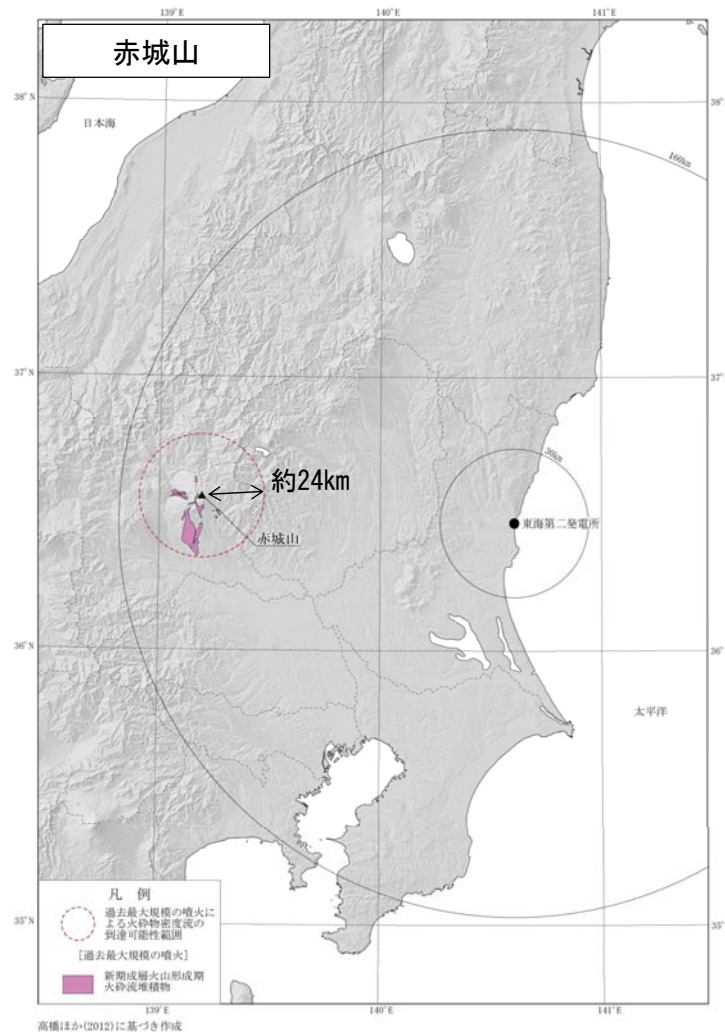 赤城山
139°E
140°E
141°E
38°N
38°
日本海
160km
37°N
37°
約24km
30km
赤城山
東海第二発電所
36°N
36°
太平洋
凡例
過去最大規模の噴火に
よる火砕物密度流の
到達可能性範囲
[過去最大規模の噴火]
新期成層火山形成期
火砕流堆積物
35°N
35°
139°E
140°E
141°E
高橋ほか(2012)に基づき作成